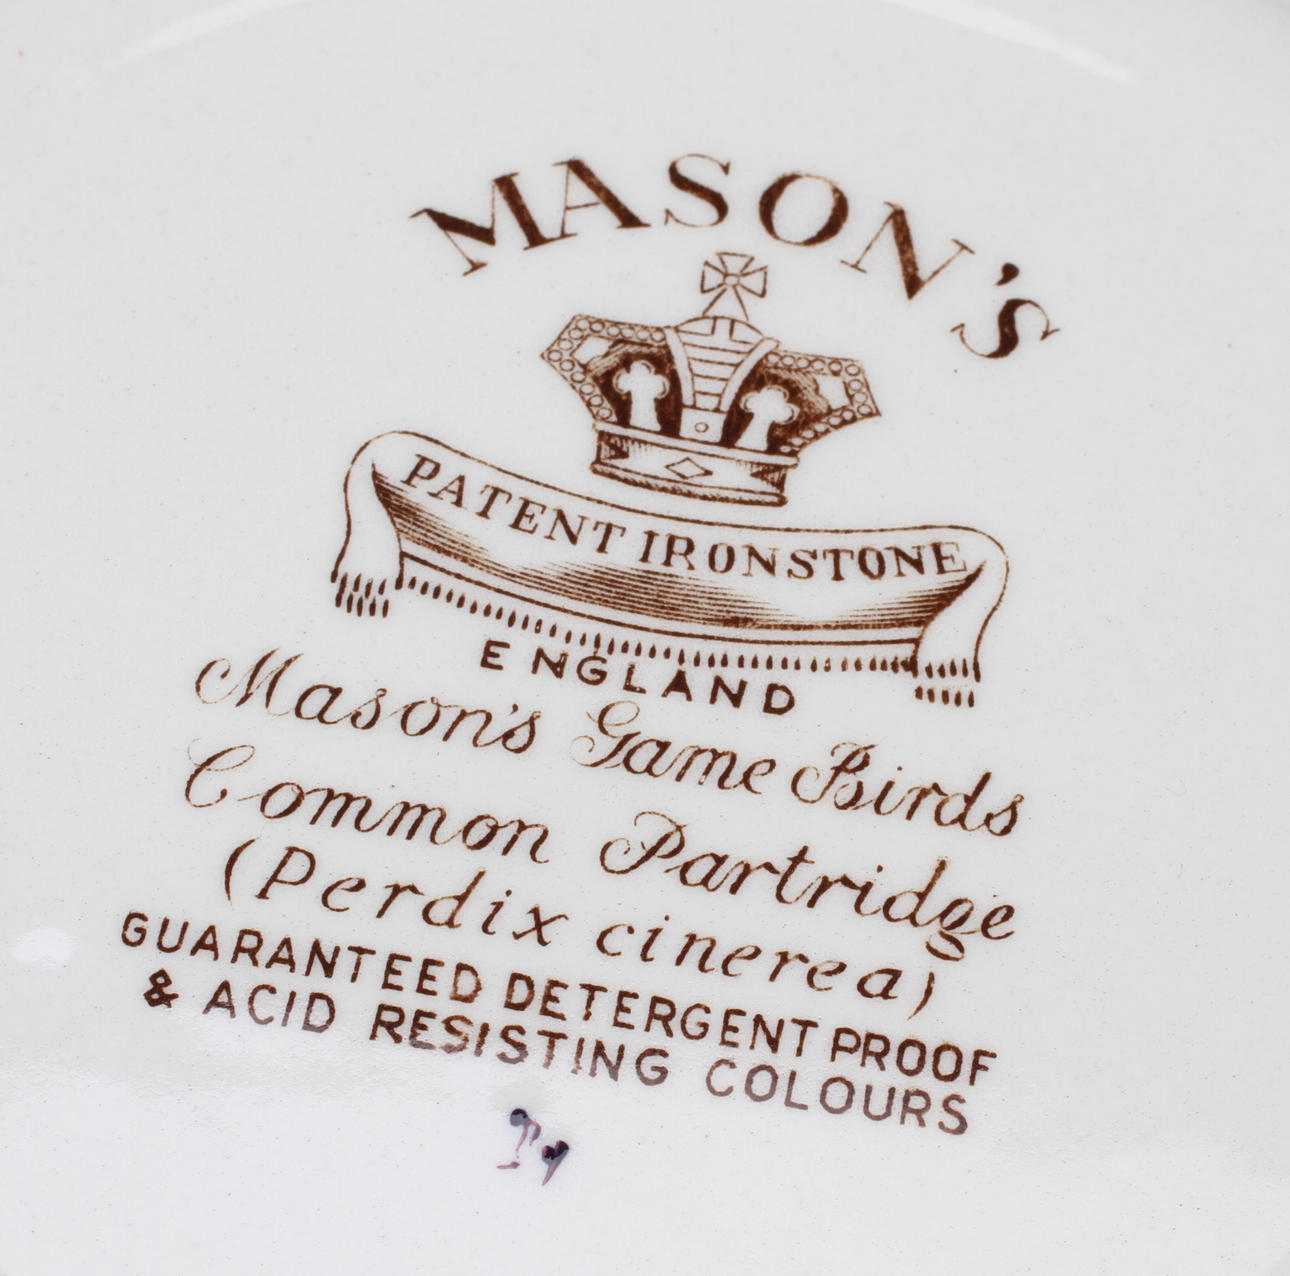 MASON'S
PATENT IRONSTONE
ENGLAND
Mason's Game Birds
Common Partridge
(Perdix cinerea)
GUARANTEED DETERGENT PROOF
& ACID RESISTING COLOURS